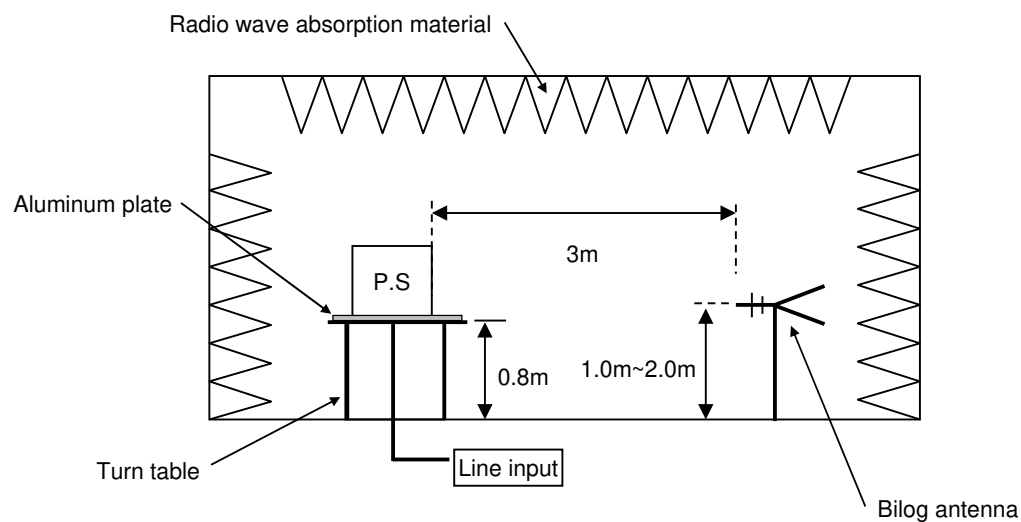 Radio wave absorption material
Aluminum plate
3m
P.S
0.8m
1.0m~2.0m
Turn table
Line input
Bilog antenna